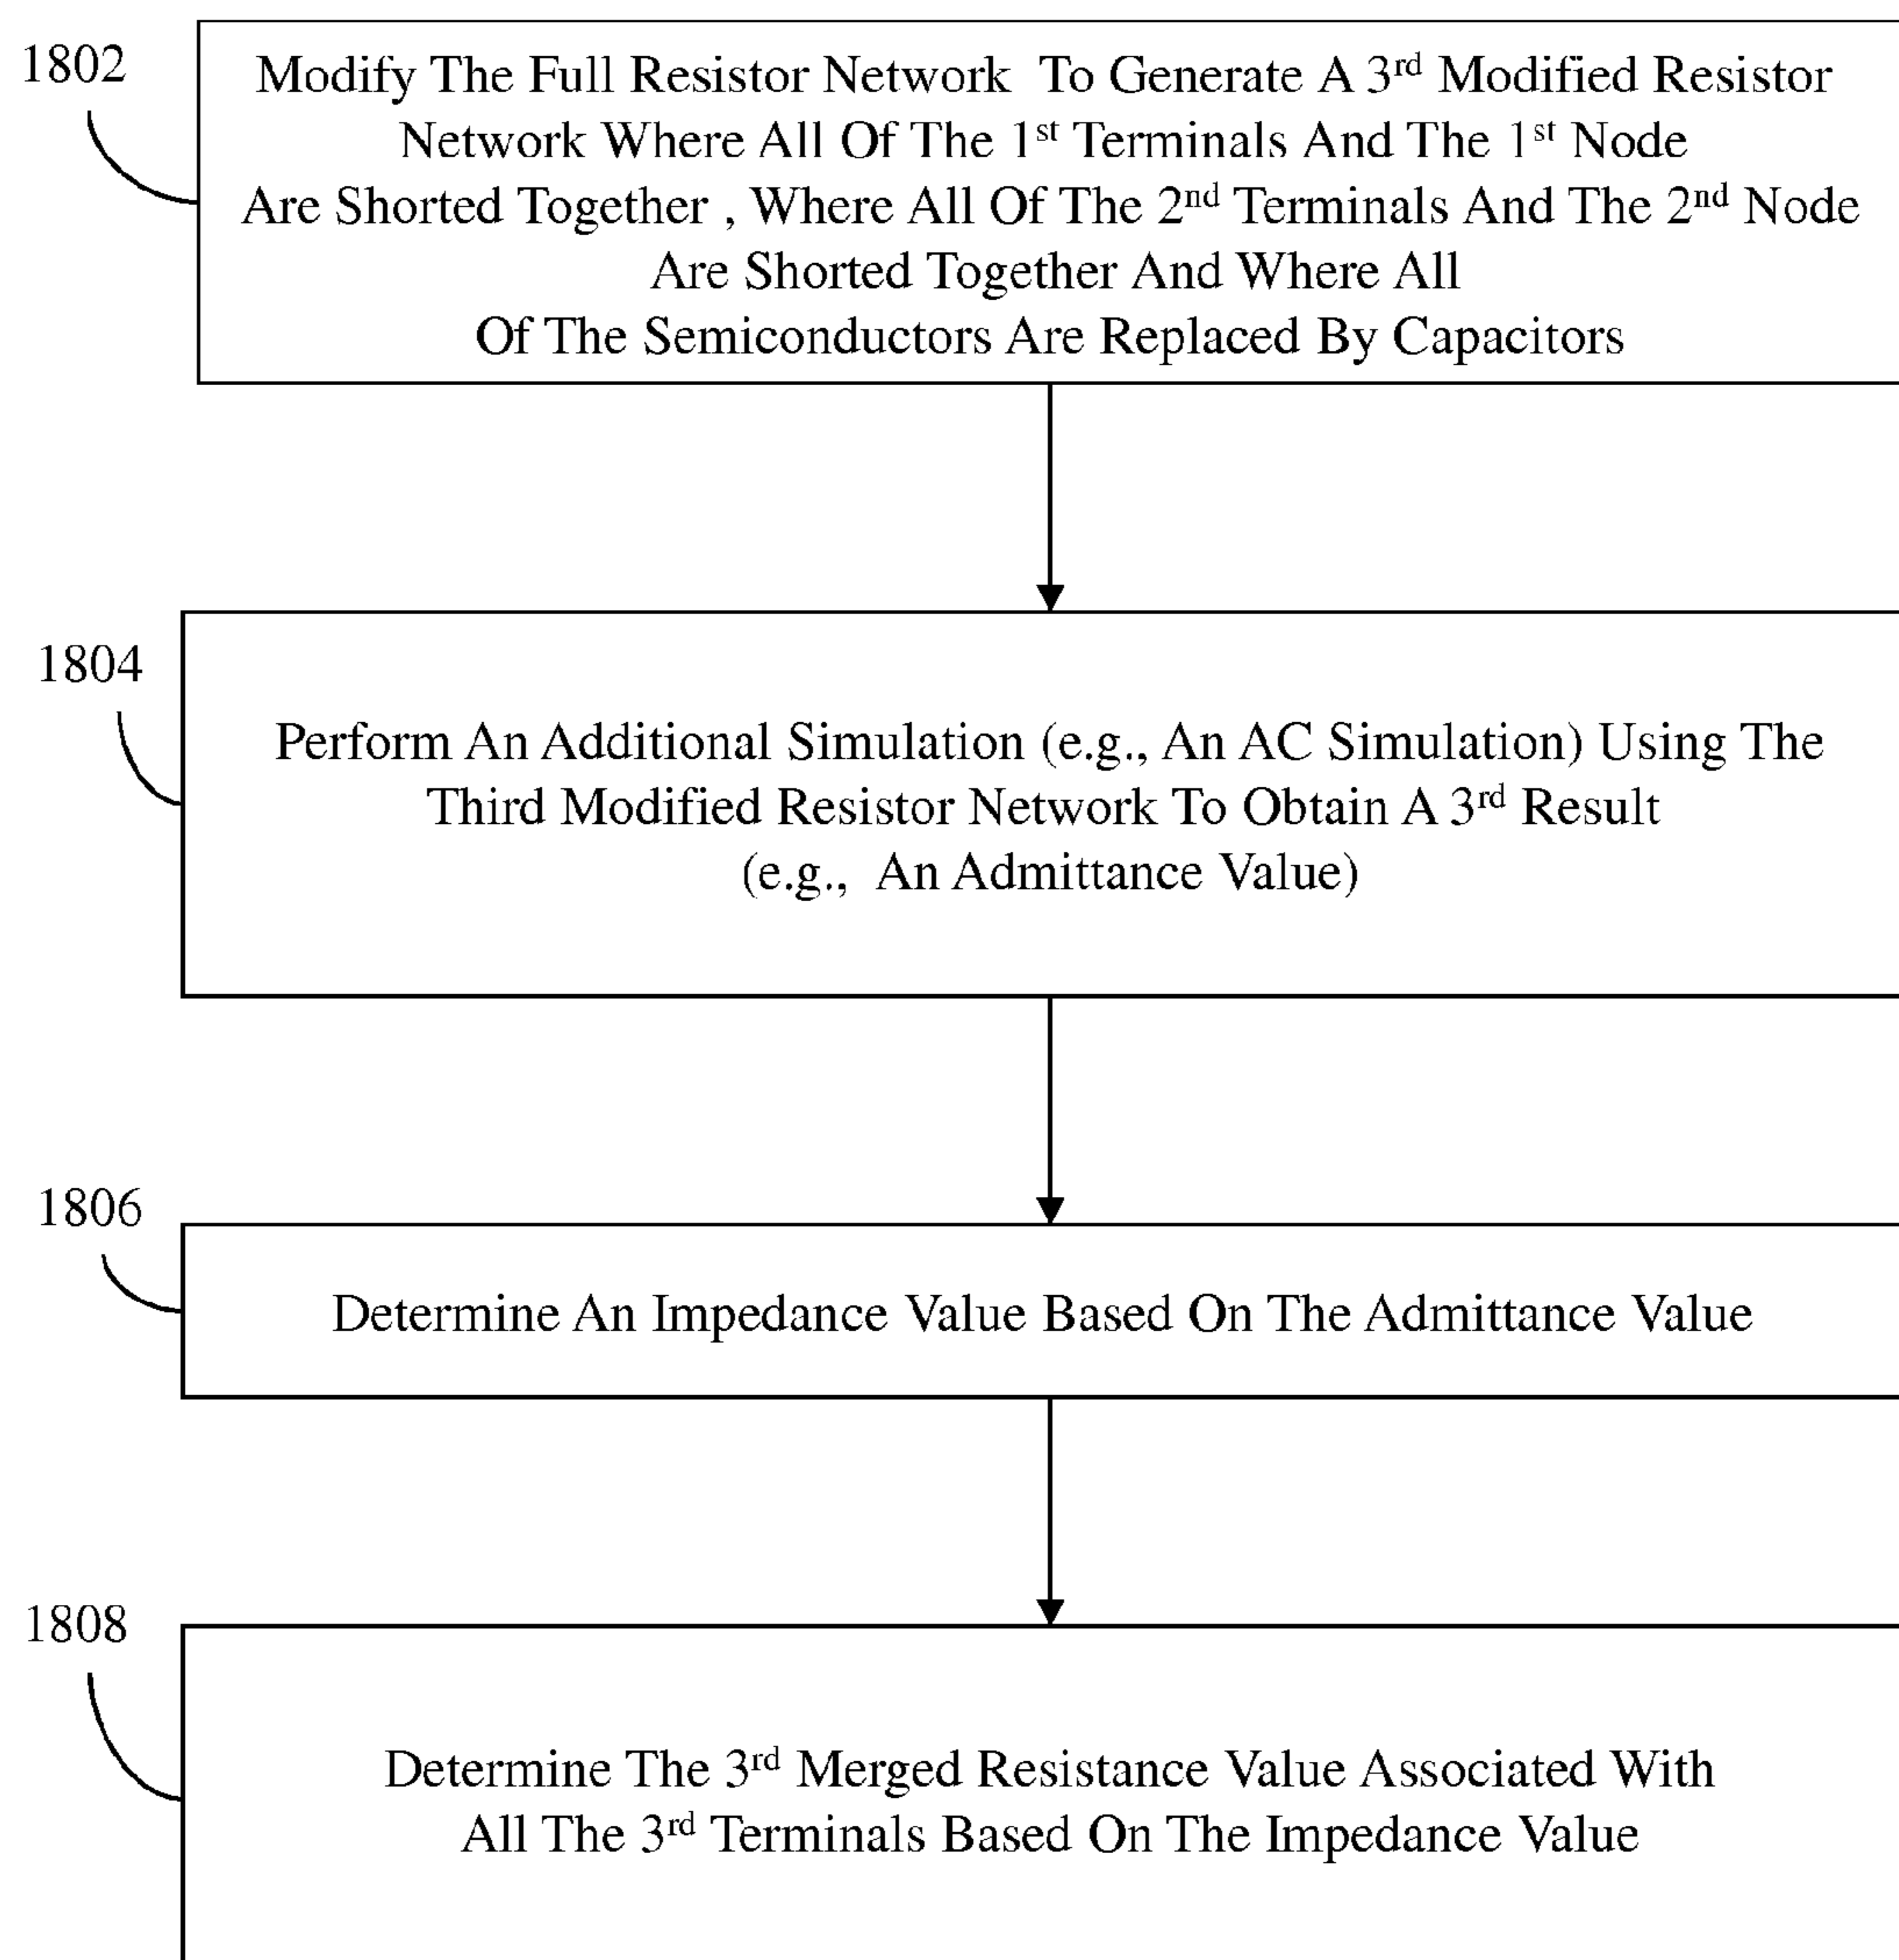 1802
Modify The Full Resistor Network To Generate A 3rd Modified Resistor
Network Where All Of The 1st Terminals And The 1st Node
Are Shorted Together , Where All Of The 2nd Terminals And The 2nd Node
Are Shorted Together And Where All
Of The Semiconductors Are Replaced By Capacitors
1804
Perform An Additional Simulation (e.g., An AC Simulation) Using The
Third Modified Resistor Network To Obtain A 3rd Result
(e.g., An Admittance Value)
1806
Determine An Impedance Value Based On The Admittance Value
1808
Determine The 3rd Merged Resistance Value Associated With
All The 3rd Terminals Based On The Impedance Value